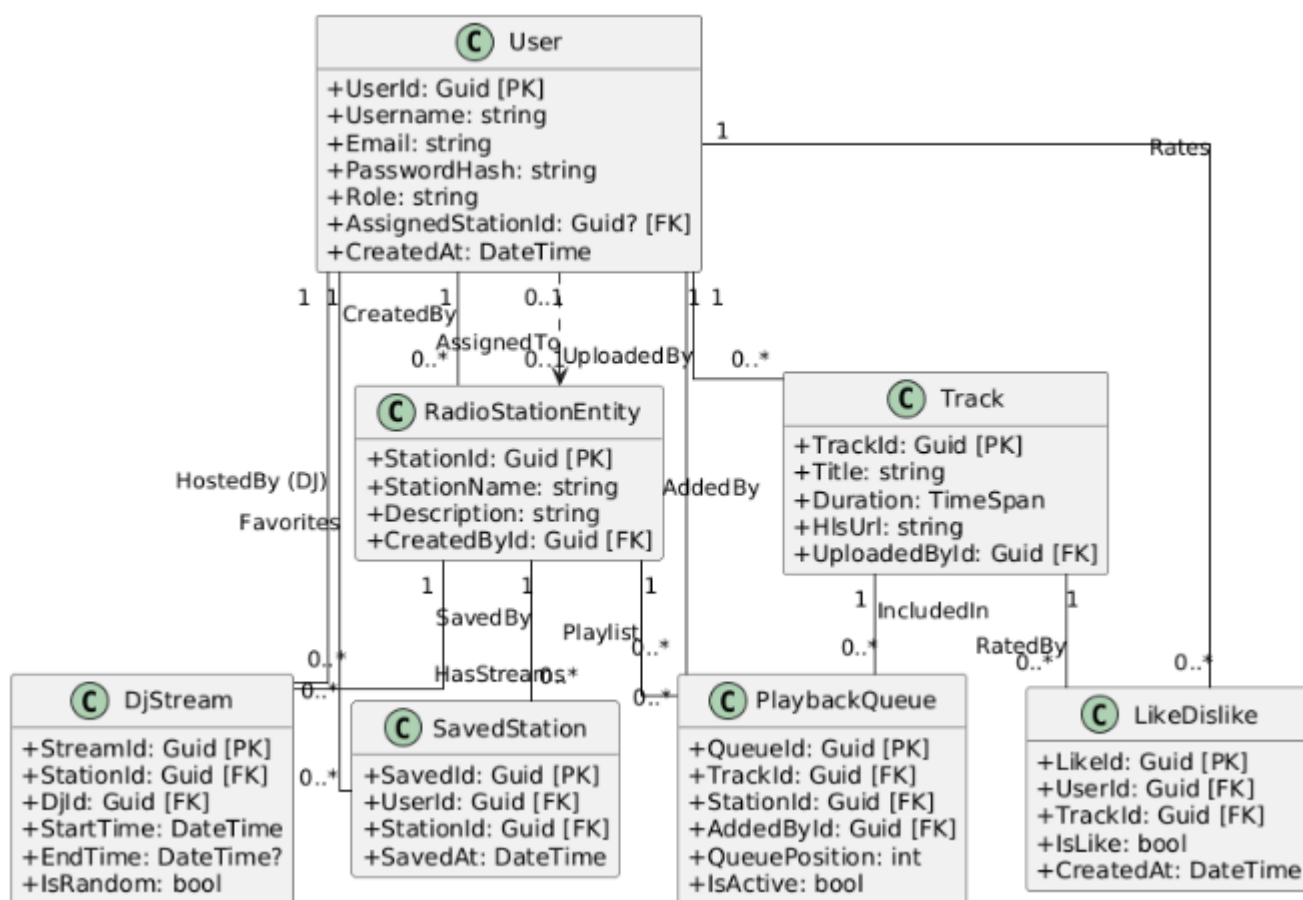 C User
+UserId: Guid [PK]
+Username: string
+Email: string
+PasswordHash: string
+Role: string
+AssignedStationId: Guid? [FK]
+CreatedAt: DateTime
1
Rates
1
1
CreatedBy
1
0..1
1
1
0..*
AssignedTo
0..1
UploadedBy
0..*
C RadioStationEntity
+StationId: Guid [PK]
+StationName: string
+Description: string
+CreatedById: Guid [FK]
C Track
+TrackId: Guid [PK]
+Title: string
+Duration: TimeSpan
+HlsUrl: string
+UploadedById: Guid [FK]
HostedBy (DJ)
Favorites
AddedBy
1
1
1
1
1
SavedBy
Playlist
IncludedIn
RatedBy
0..*
0..*
HasStreams
0..*
0..*
0..*
0..*
0..*
0..*
0..*
C DjStream
+StreamId: Guid [PK]
+StationId: Guid [FK]
+DjId: Guid [FK]
+StartTime: DateTime
+EndTime: DateTime?
+IsRandom: bool
0..*
C SavedStation
+SavedId: Guid [PK]
+UserId: Guid [FK]
+StationId: Guid [FK]
+SavedAt: DateTime
C PlaybackQueue
+QueueId: Guid [PK]
+TrackId: Guid [FK]
+StationId: Guid [FK]
+AddedById: Guid [FK]
+QueuePosition: int
+IsActive: bool
C LikeDislike
+LikeId: Guid [PK]
+UserId: Guid [FK]
+TrackId: Guid [FK]
+IsLike: bool
+CreatedAt: DateTime